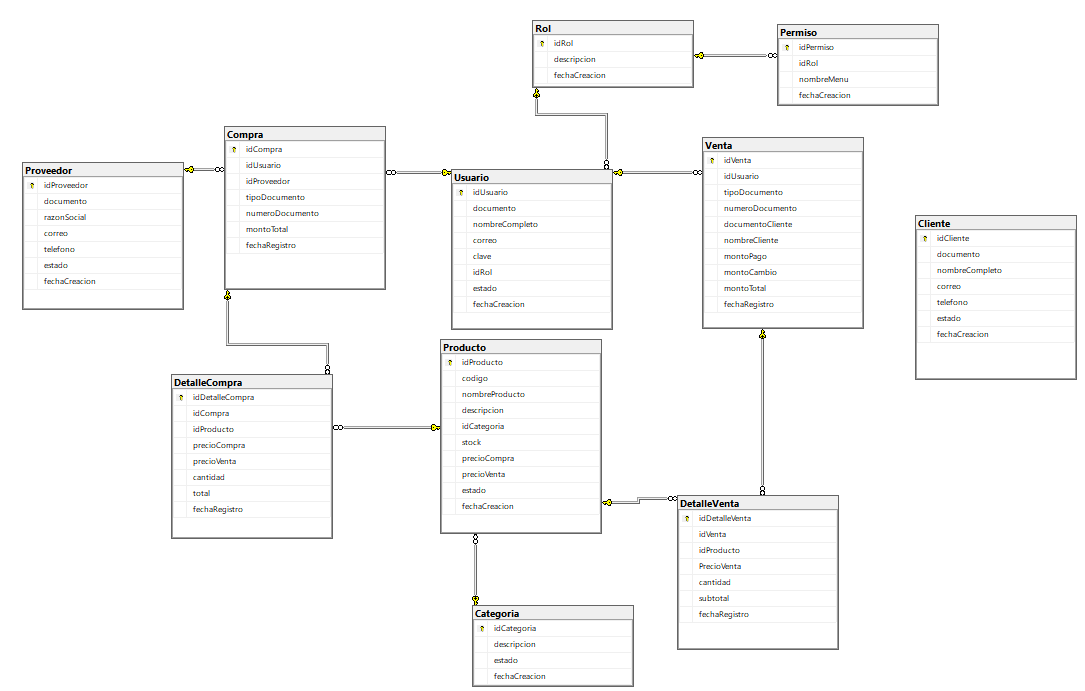 Rol
idRol
descripcion
fechaCreacion
Permiso
idPermiso
idRol
nombreMenu
fechaCreacion
Compra
idCompra
idUsuario
idProveedor
tipoDocumento
numeroDocumento
montoTotal
fechaRegistro
Proveedor
idProveedor
documento
razonSocial
correo
telefono
estado
fechaCreacion
Usuario
idUsuario
documento
nombreCompleto
correo
clave
idRol
estado
fechaCreacion
Venta
idVenta
idUsuario
tipoDocumento
numeroDocumento
documentoCliente
nombreCliente
montoPago
montoCambio
montoTotal
fechaRegistro
Cliente
idCliente
documento
nombreCompleto
correo
telefono
estado
fechaCreacion
Producto
idProducto
codigo
nombreProducto
descripcion
idCategoria
stock
precioCompra
precioVenta
estado
fechaCreacion
DetalleCompra
idDetalleCompra
idCompra
idProducto
precioCompra
precioVenta
cantidad
total
fechaRegistro
DetalleVenta
idDetalleVenta
idVenta
idProducto
PrecioVenta
cantidad
subtotal
fechaRegistro
Categoria
idCategoria
descripcion
estado
fechaCreacion